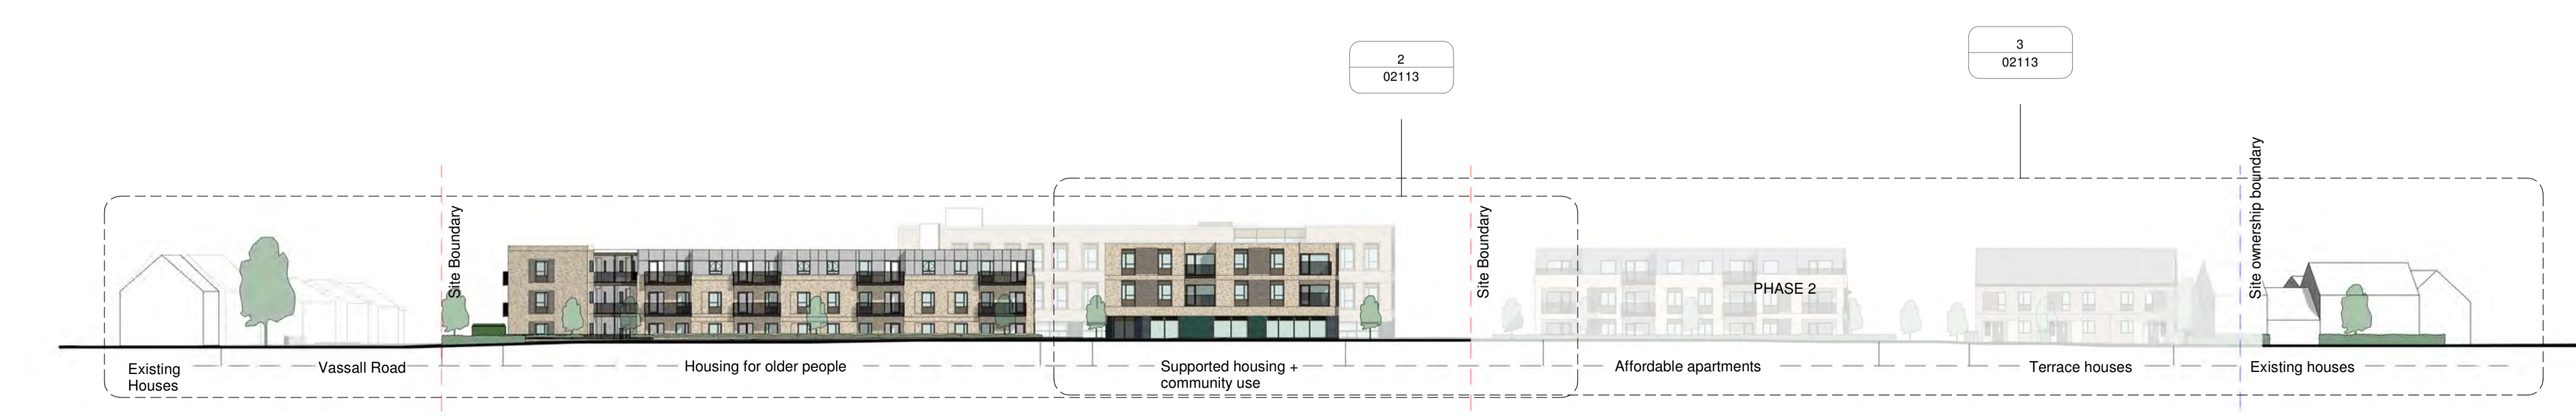 2
02113
3
02113
Site Boundary
Site Boundary
Site ownership boundary
PHASE 2
Existing
Houses
Vassall Road
Housing for older people
Supported housing +
community use
Affordable apartments
Terrace houses
Existing houses